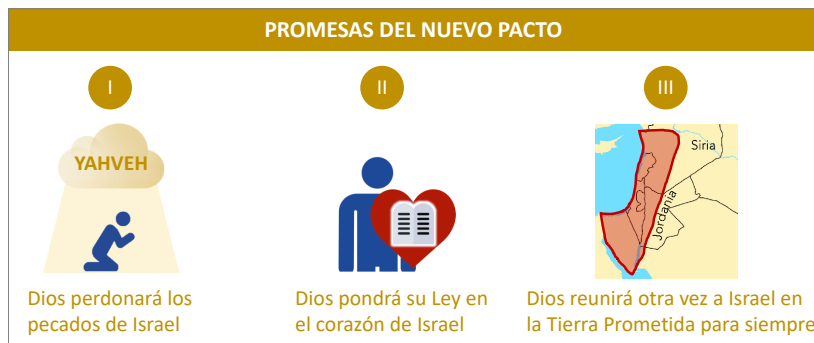 PROMESAS DEL NUEVO PACTO
I
II
III
YAHVEH
Siria
Jordania
Dios perdonará los
pecados de Israel
Dios pondrá su Ley en
el corazón de Israel
Dios reunirá otra vez a Israel en
la Tierra Prometida para siempre